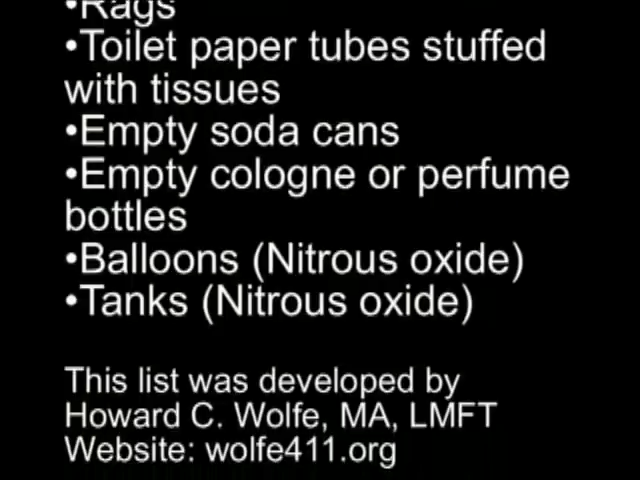 •Rags
•Toilet paper tubes stuffed
with tissues
•Empty soda cans
•Empty cologne or perfume
bottles
•Balloons (Nitrous oxide)
•Tanks (Nitrous oxide)
This list was developed by
Howard C. Wolfe, MA, LMFT
Website: wolfe411.org